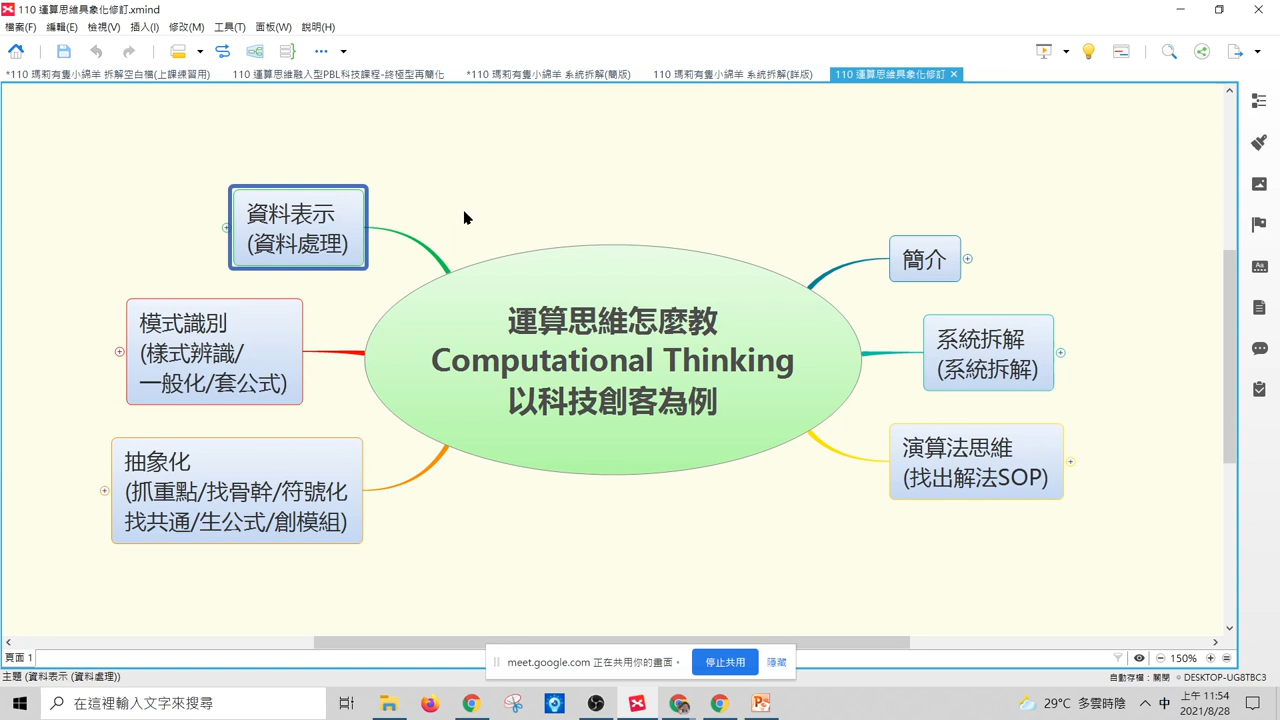 110 運算思維具象化修訂.xmind
檔案(F) 編輯(E) 檢視(V) 插入(I) 修改(M) 工具(T) 面板(W) 說明(H)
*110 瑪莉有隻小綿羊 拆解空白檔(上課練習用) 110 運算思維融入型PBL科技課程-終極型再簡化 *110 瑪莉有隻小綿羊 系統拆解(簡版) 110 瑪莉有隻小綿羊 系統拆解(詳版) 110 運算思維具象化修訂
運算思維怎麼教
Computational Thinking
以科技創客為例
簡介
系統拆解
(系統拆解)
演算法思維
(找出解法SOP)
資料表示
(資料處理)
模式識別
(樣式辨識/
一般化/套公式)
抽象化
(抓重點/找骨幹/符號化
找共通/生公式/創模組)
頁面 1
meet.google.com 正在共用你的畫面。 停止共用 隱藏
150%
主題 (資料表示 (資料處理))
自動存檔：關閉 DESKTOP-UG8TBC3
在這裡輸入文字來搜尋
29°C 多雲時陰
中
上午 11:54
2021/8/28